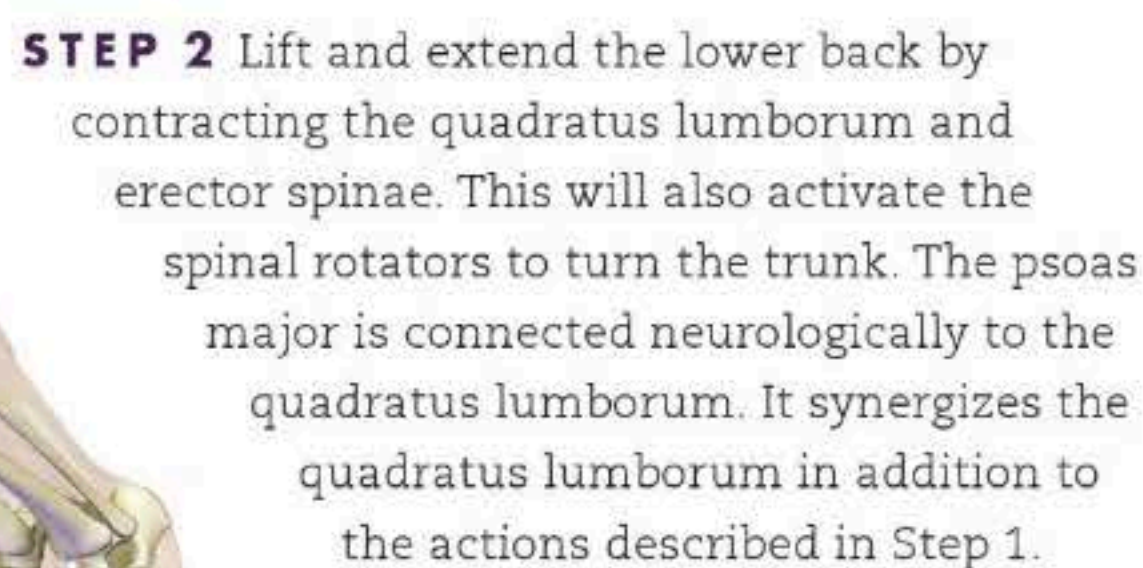 STEP 2 Lift and extend the lower back by
contracting the quadratus lumborum and
erector spinae. This will also activate the
spinal rotators to turn the trunk. The psoas
major is connected neurologically to the
quadratus lumborum. It synergizes the
quadratus lumborum in addition to
the actions described in Step 1.